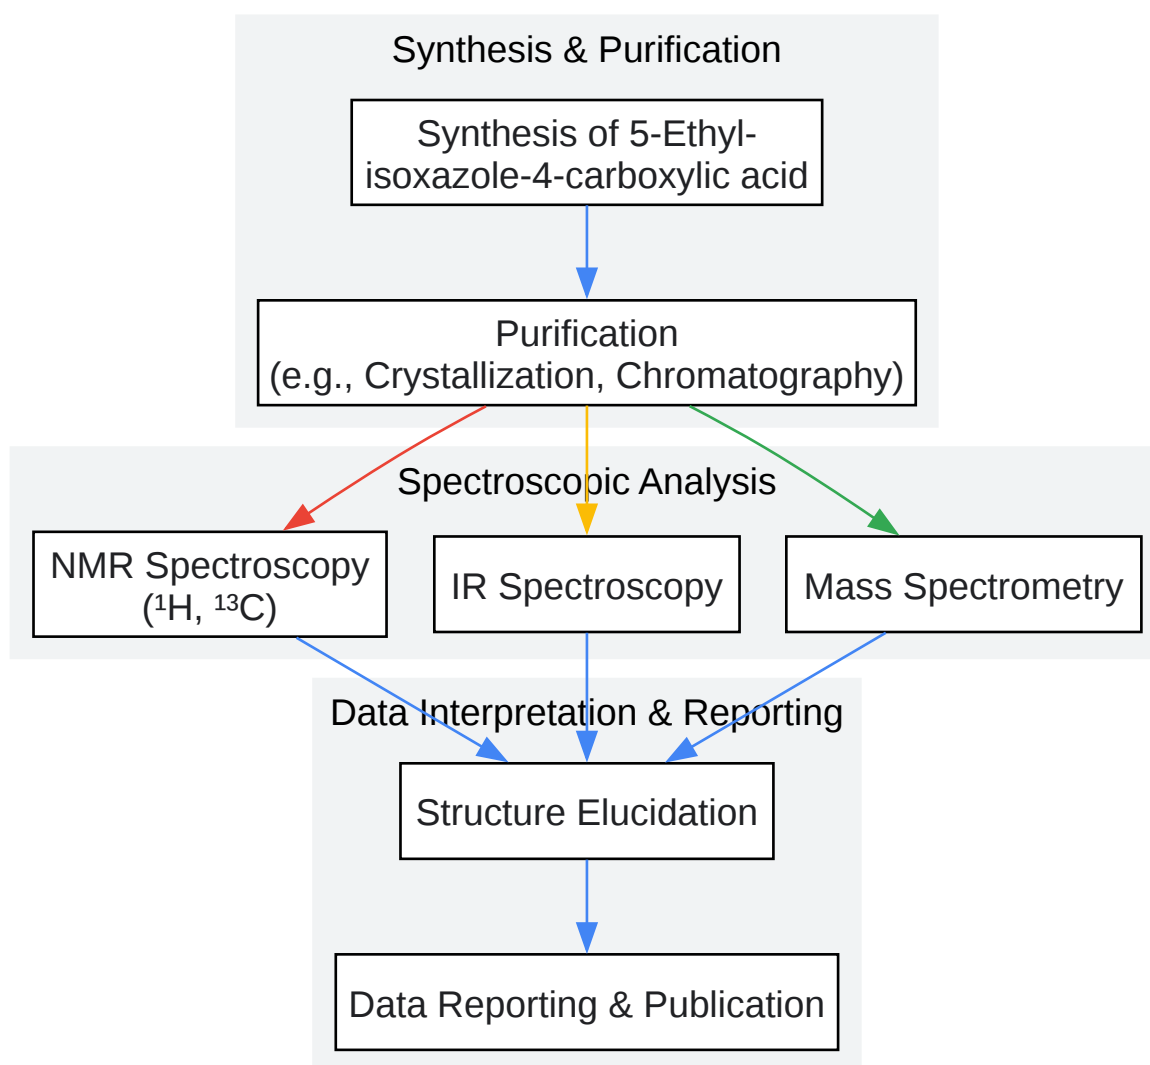 Synthesis & Purification
Synthesis of 5-Ethyl-
isoxazole-4-carboxylic acid
Purification
(e.g., Crystallization, Chromatography)
Spectroscopic Analysis
NMR Spectroscopy
(¹H, ¹³C)
IR Spectroscopy
Mass Spectrometry
Data Interpretation & Reporting
Structure Elucidation
Data Reporting & Publication